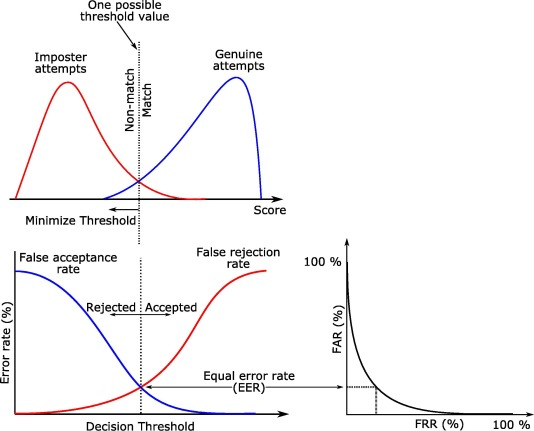 One possible
threshold value
Imposter
attempts
Genuine
attempts
Non-match
Match
Score
Minimize Threshold
False acceptance
rate
False rejection
rate
Rejected
Accepted
Error rate (%)
Decision Threshold
Equal error rate
(EER)
100 %
FAR (%)
FRR (%)
100 %